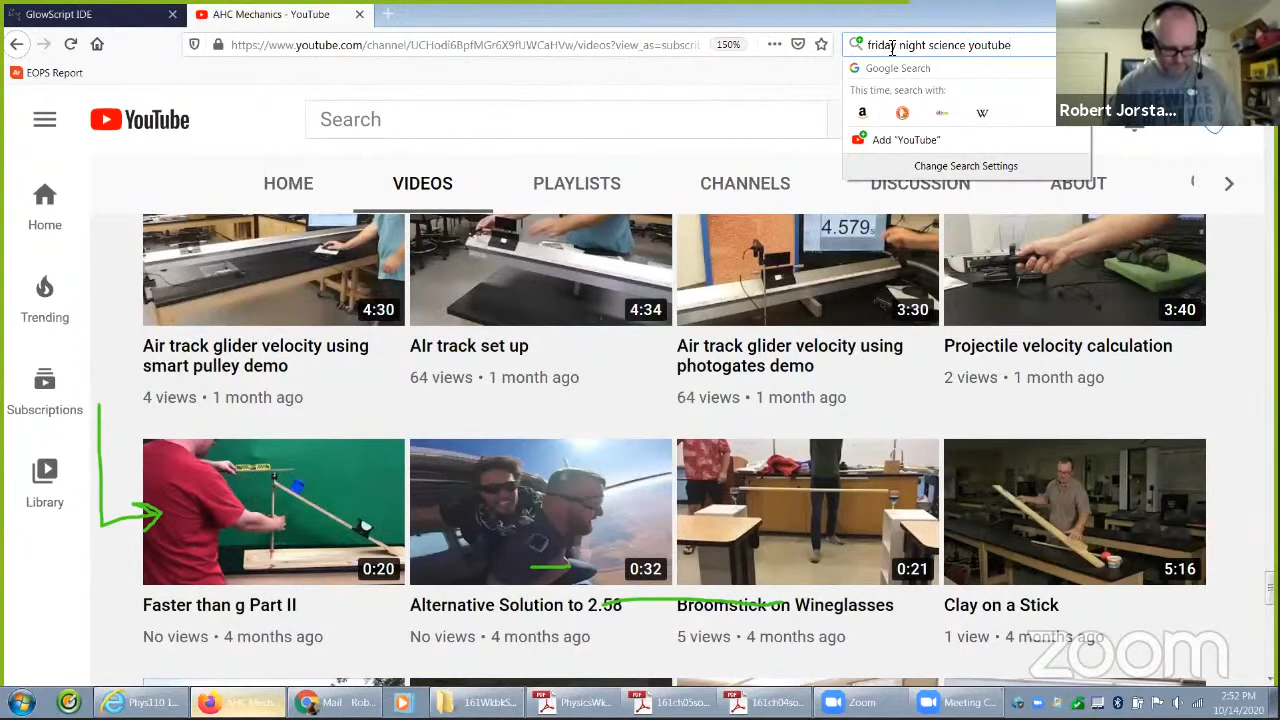 GlowScript IDE
AHC Mechanics - YouTube
https://www.youtube.com/channel/UCHodi6BpfMGr6X9fUWCaHVw/videos?view_as=subscri
150%
friday night science youtube
EOPS Report
Google Search
This time, search with:
Add "YouTube"
Change Search Settings
Robert Jorsta...
YouTube
Search
HOME
VIDEOS
PLAYLISTS
CHANNELS
DISCUSSION
ABOUT
Home
Trending
Subscriptions
Library
4:30
4:34
4.579s
3:30
3:40
Air track glider velocity using
smart pulley demo
4 views • 1 month ago
AIr track set up
64 views • 1 month ago
Air track glider velocity using
photogates demo
64 views • 1 month ago
Projectile velocity calculation
2 views • 1 month ago
0:20
0:32
0:21
5:16
Faster than g Part II
No views • 4 months ago
Alternative Solution to 2.58
No views • 4 months ago
Broomstick on Wineglasses
5 views • 4 months ago
Clay on a Stick
1 view • 4 months ago
zoom
Phys110 1...
AHC Mech...
Mail - Rob...
161WkbkS...
PhysicsWk...
161ch05so...
161ch04so...
Zoom
Meeting C...
2:52 PM
10/14/2020